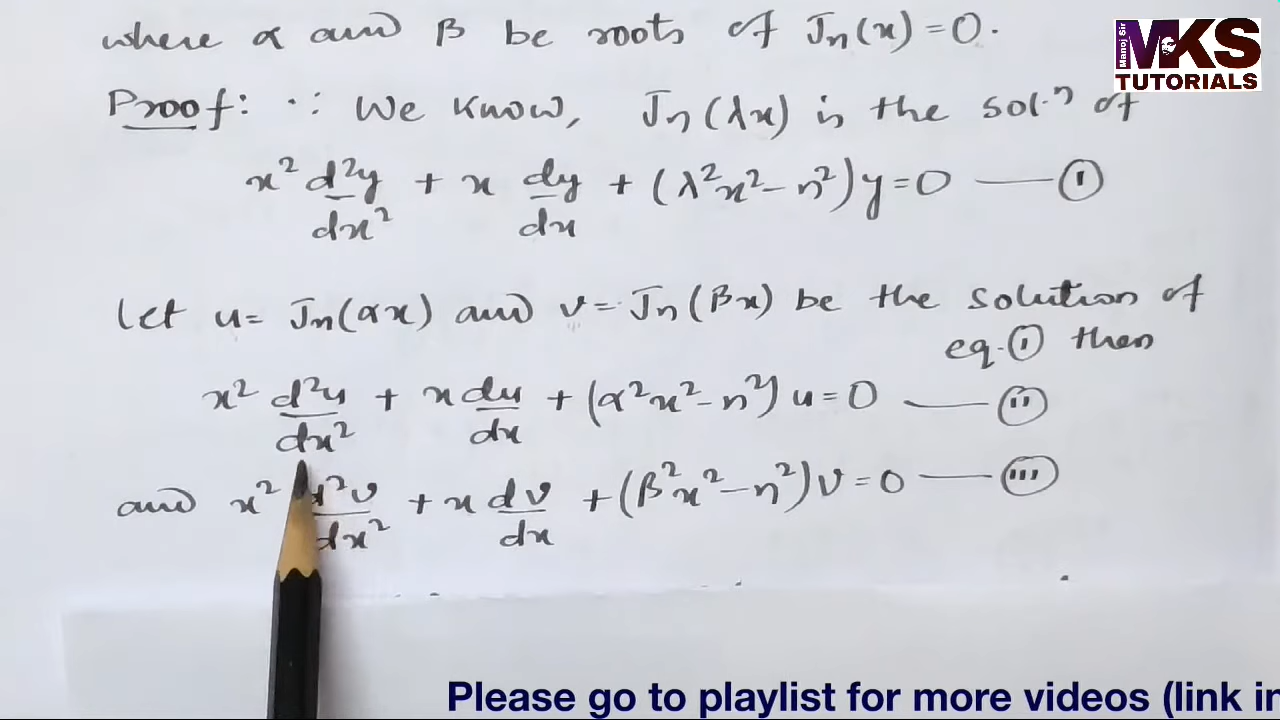 where α and β be roots of Jn(x)=0.
Manoj Sir
MKS
TUTORIALS
Proof: ∵ We know, Jn(λx) is the sol.n of
x² d²y/dx² + x dy/dx + (λ²x²-n²)y=0 — ①
Let u= Jn(αx) and v= Jn(βx) be the solution of
eq.① then
x² d²u/dx² + x du/dx + (α²x²-n²)u=0 — ⓘⓘ
and x² d²v/dx² + x dv/dx + (β²x²-n²)v=0 — ⓘⓘⓘ
Please go to playlist for more videos (link in